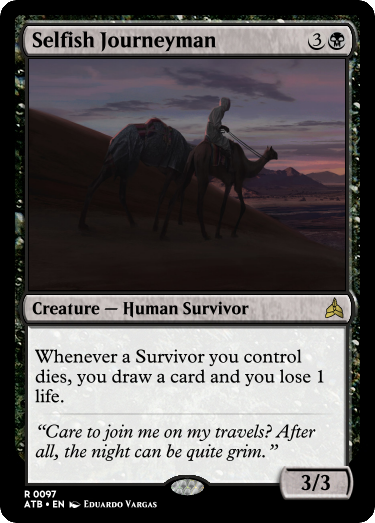 Selfish Journeyman 3
Creature — Human Survivor
Whenever a Survivor you control
dies, you draw a card and you lose 1
life.
“Care to join me on my travels? After
all, the night can be quite grim.”
3/3
R 0097
ATB • EN Eduardo Vargas